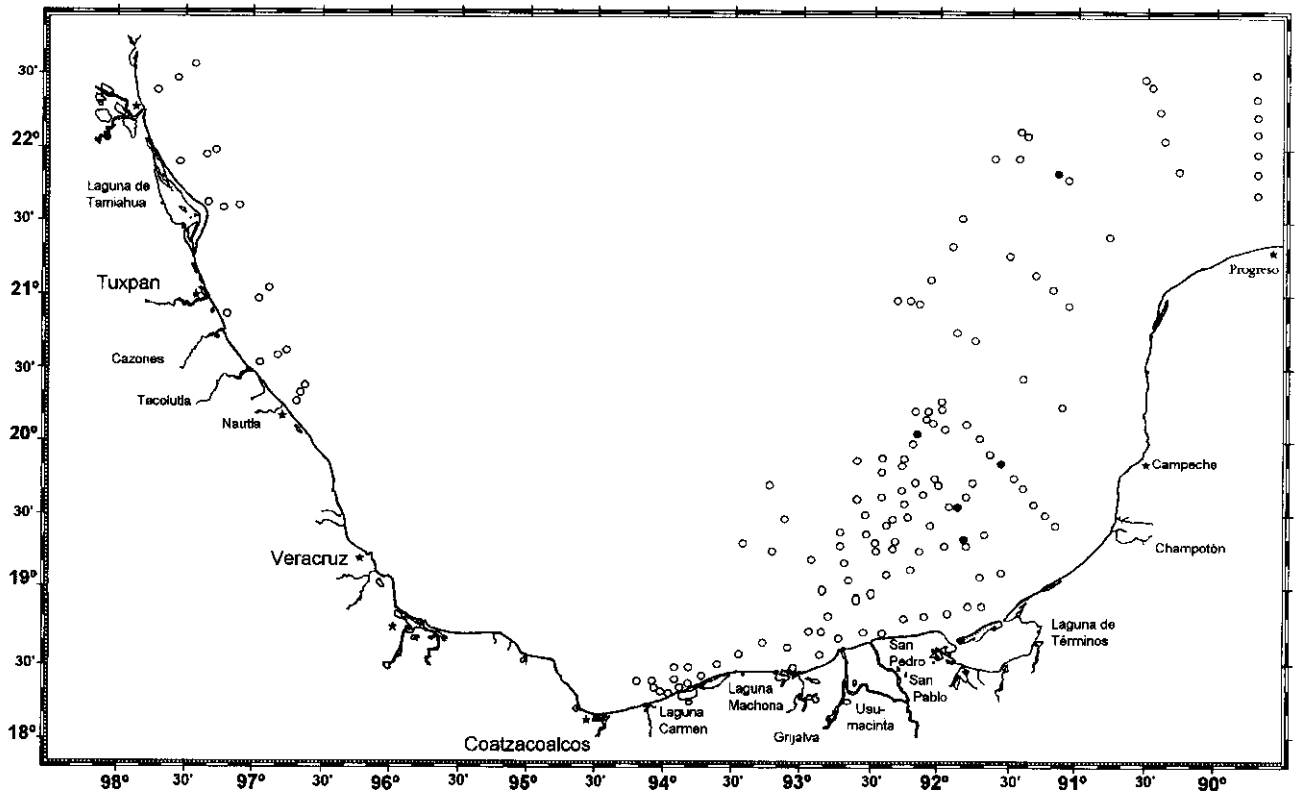 30'
22º
Laguna de
Tamiahua
30'
Tuxpan
21º
Progreso
Cazones
30'
Tecolutla
Nautla
20º
Campeche
30'
Veracruz
Champotón
19º
Laguna de
Términos
San
Pedro
30'
San
Pablo
Laguna
Machona
Laguna
Carmen
Usu-
macinta
18º
Grijalva
Coatzacoalcos
98º 30' 97º 30' 96º 30' 95º 30' 94º 30' 93º 30' 92º 30' 91º 30' 90º